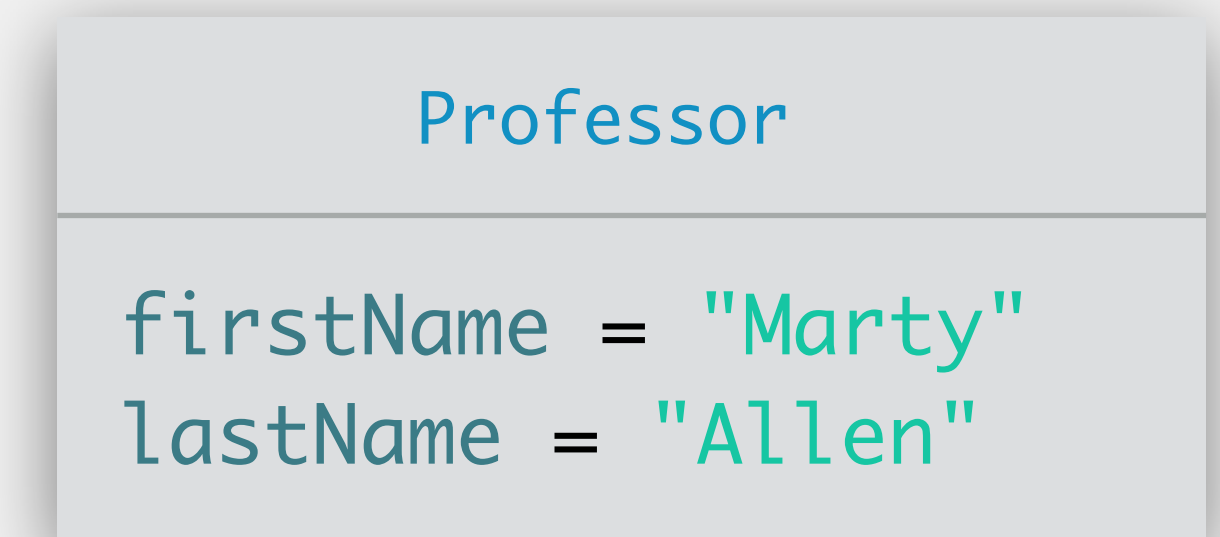 Professor
firstName = "Marty"
lastName = "Allen"